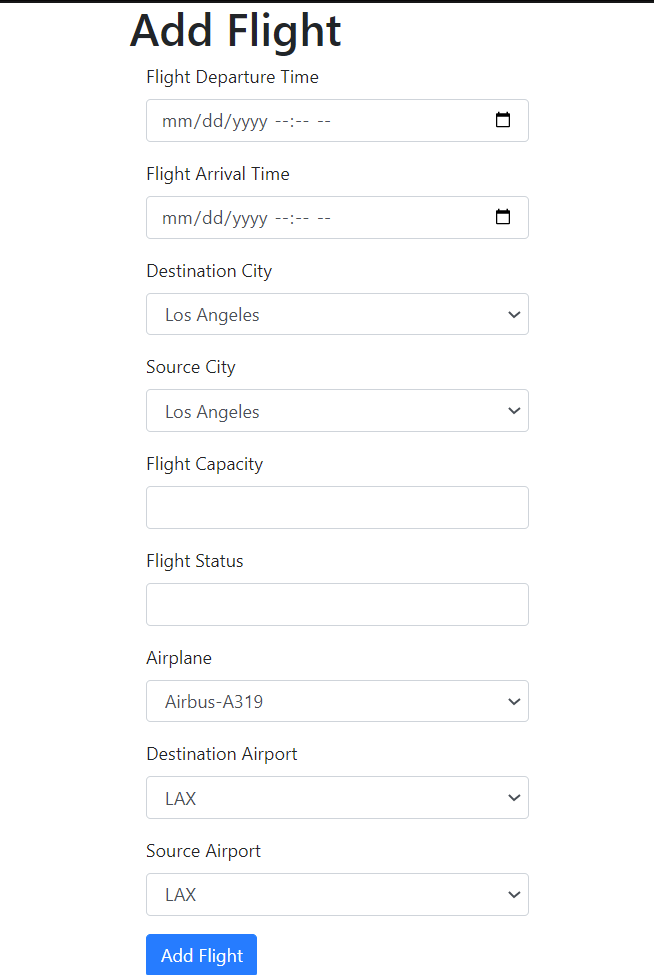 Add Flight
Flight Departure Time
mm/dd/yyyy --:-- --
Flight Arrival Time
mm/dd/yyyy --:-- --
Destination City
Los Angeles
Source City
Los Angeles
Flight Capacity
Flight Status
Airplane
Airbus-A319
Destination Airport
LAX
Source Airport
LAX
Add Flight